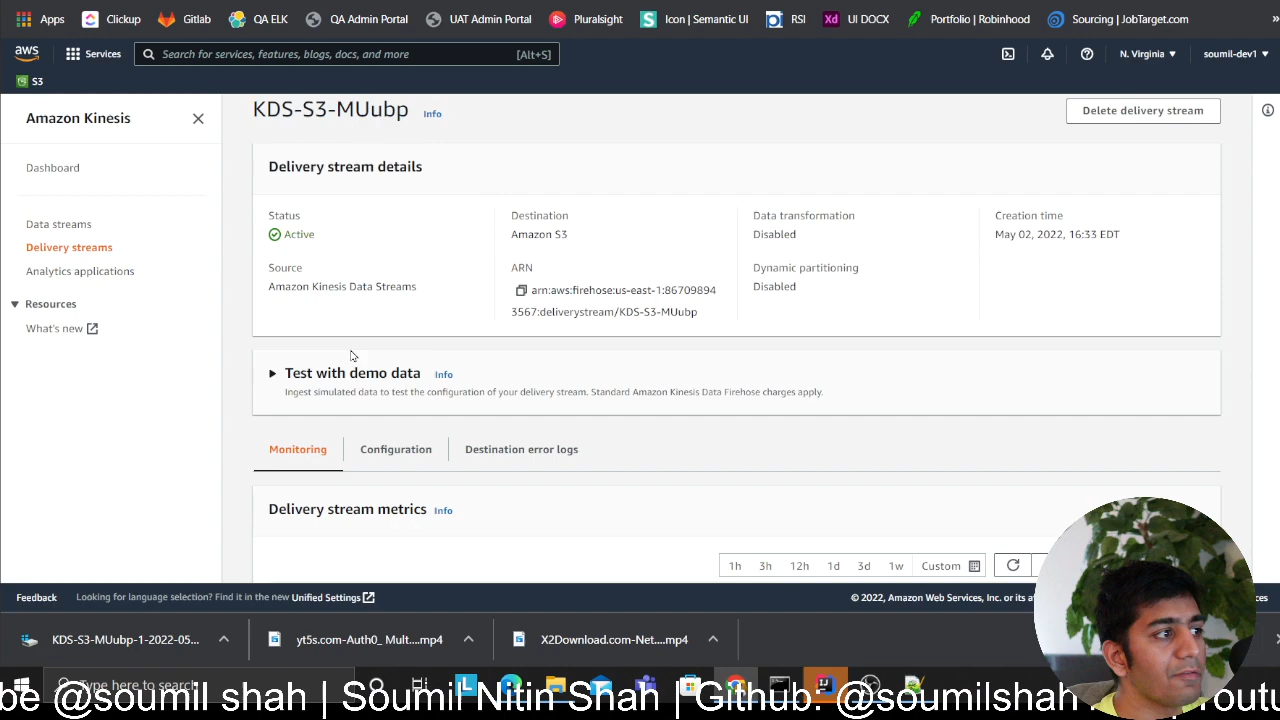 Apps Clickup Gitlab QA ELK QA Admin Portal UAT Admin Portal Pluralsight Icon | Semantic UI RSI UI DOCX Portfolio | Robinhood Sourcing | JobTarget.com »
aws Services Search for services, features, blogs, docs, and more [Alt+S] N. Virginia soumil-dev1
S3
Amazon Kinesis
Dashboard
Data streams
Delivery streams
Analytics applications
Resources
What's new
KDS-S3-MUubp Info
Delete delivery stream
Delivery stream details
Status
Active
Source
Amazon Kinesis Data Streams
Destination
Amazon S3
ARN
arn:aws:firehose:us-east-1:86709894
3567:deliverystream/KDS-S3-MUubp
Data transformation
Disabled
Dynamic partitioning
Disabled
Creation time
May 02, 2022, 16:33 EDT
Test with demo data Info
Ingest simulated data to test the configuration of your delivery stream. Standard Amazon Kinesis Data Firehose charges apply.
Monitoring Configuration Destination error logs
Delivery stream metrics Info
1h 3h 12h 1d 3d 1w Custom
Feedback Looking for language selection? Find it in the new Unified Settings © 2022, Amazon Web Services, Inc. or its
KDS-S3-MUubp-1-2022-05... yt5s.com-Auth0_ Mult....mp4 X2Download.com-Net....mp4
Type here to search
be @soumil shah | Soumil Nitin Shah | Github: @soumilshah